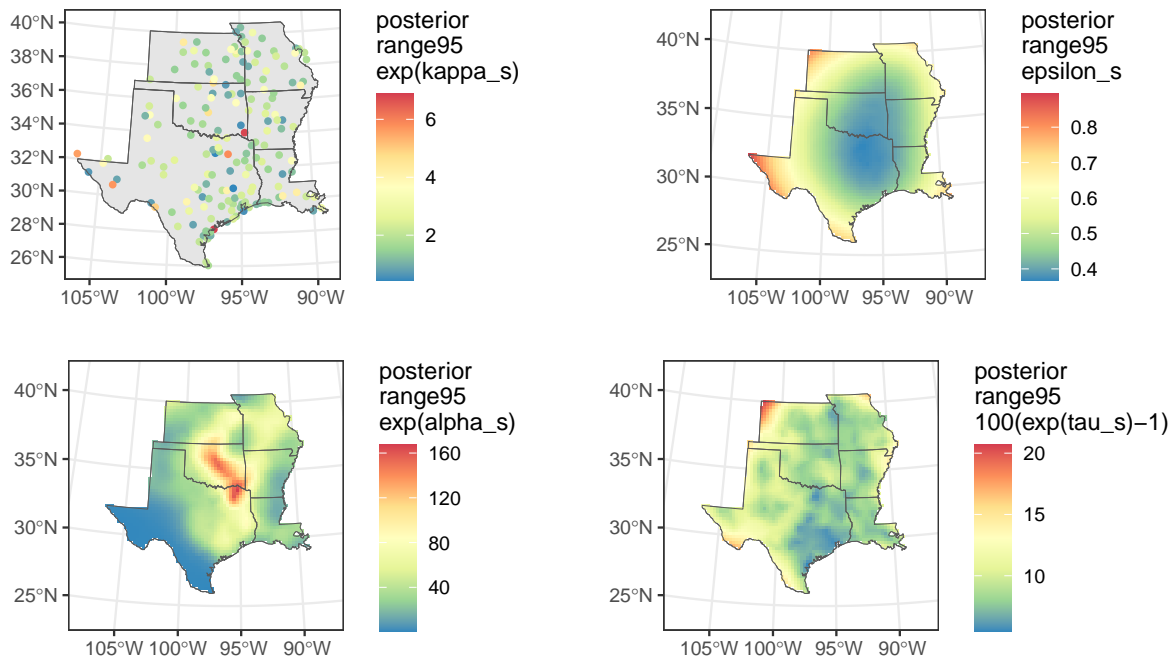 posterior
range95
exp(kappa_s)
6
4
2
40°N
38°N
36°N
34°N
32°N
30°N
28°N
26°N
105°W 100°W 95°W 90°W
posterior
range95
epsilon_s
0.8
0.7
0.6
0.5
0.4
40°N
35°N
30°N
25°N
105°W 100°W 95°W 90°W
posterior
range95
exp(alpha_s)
160
120
80
40
40°N
35°N
30°N
25°N
105°W 100°W 95°W 90°W
posterior
range95
100(exp(tau_s)−1)
20
15
10
40°N
35°N
30°N
25°N
105°W 100°W 95°W 90°W